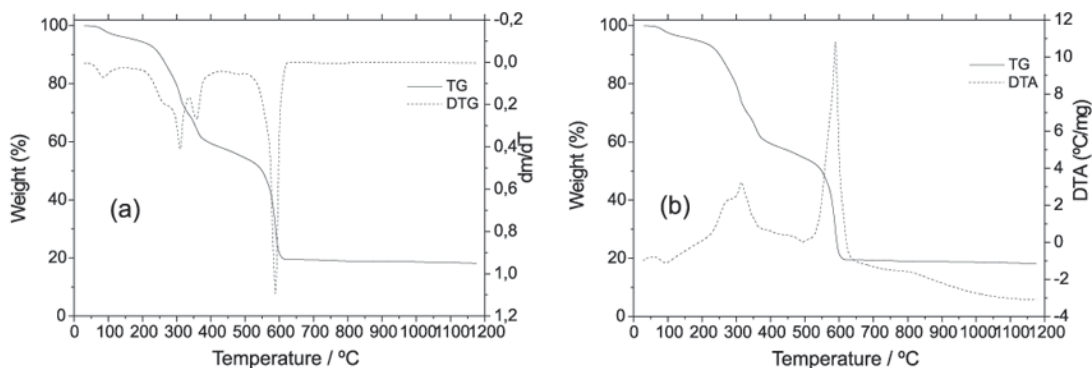 100
80
60
40
20
0
Weight (%)
(a)
TG
DTG
-0,2
0,0
0,2
0,4
0,6
0,8
1,0
1,2
dm/dT
0 100 200 300 400 500 600 700 800 900 1000 1100 1200
Temperature / ºC
100
80
60
40
20
0
Weight (%)
(b)
TG
DTA
12
10
8
6
4
2
0
-2
-4
DTA (ºC/mg)
0 100 200 300 400 500 600 700 800 900 1000 1100 1200
Temperature / ºC